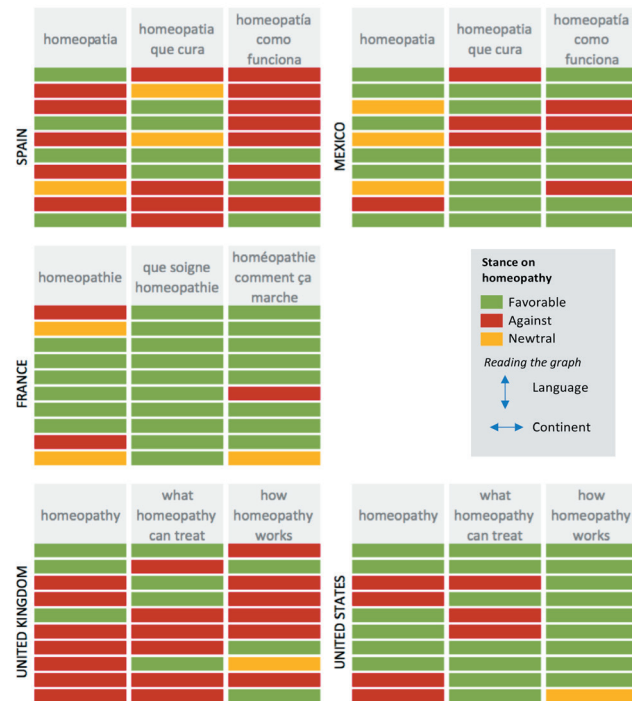 homeopatia
homeopatia
que cura
homeopatía
como
funciona
SPAIN
homeopatia
homeopatia
que cura
homeopatía
como
funciona
MEXICO
homeopathie
que soigne
homeopathie
homéopathie
comment ça
marche
FRANCE
Stance on
homeopathy
Favorable
Against
Newtral
Reading the graph
Language
Continent
homeopathy
what
homeopathy
can treat
how
homeopathy
works
UNITED KINGDOM
homeopathy
what
homeopathy
can treat
how
homeopathy
works
UNITED STATES